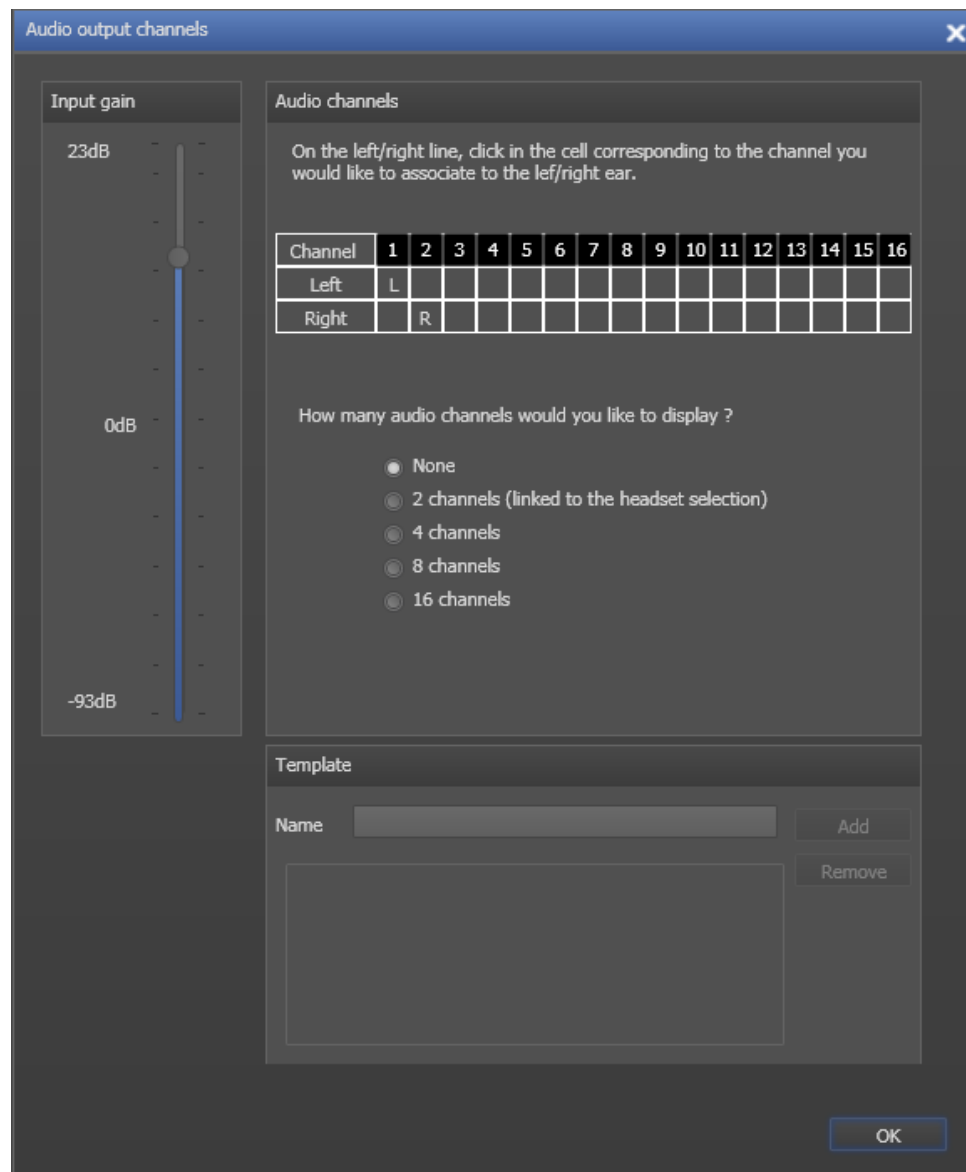 Audio output channels
Input gain
23dB
0dB
-93dB
Audio channels
On the left/right line, click in the cell corresponding to the channel you
would like to associate to the lef/right ear.
Channel 1 2 3 4 5 6 7 8 9 10 11 12 13 14 15 16
Left L
Right R
How many audio channels would you like to display ?
None
2 channels (linked to the headset selection)
4 channels
8 channels
16 channels
Template
Name
Add
Remove
OK